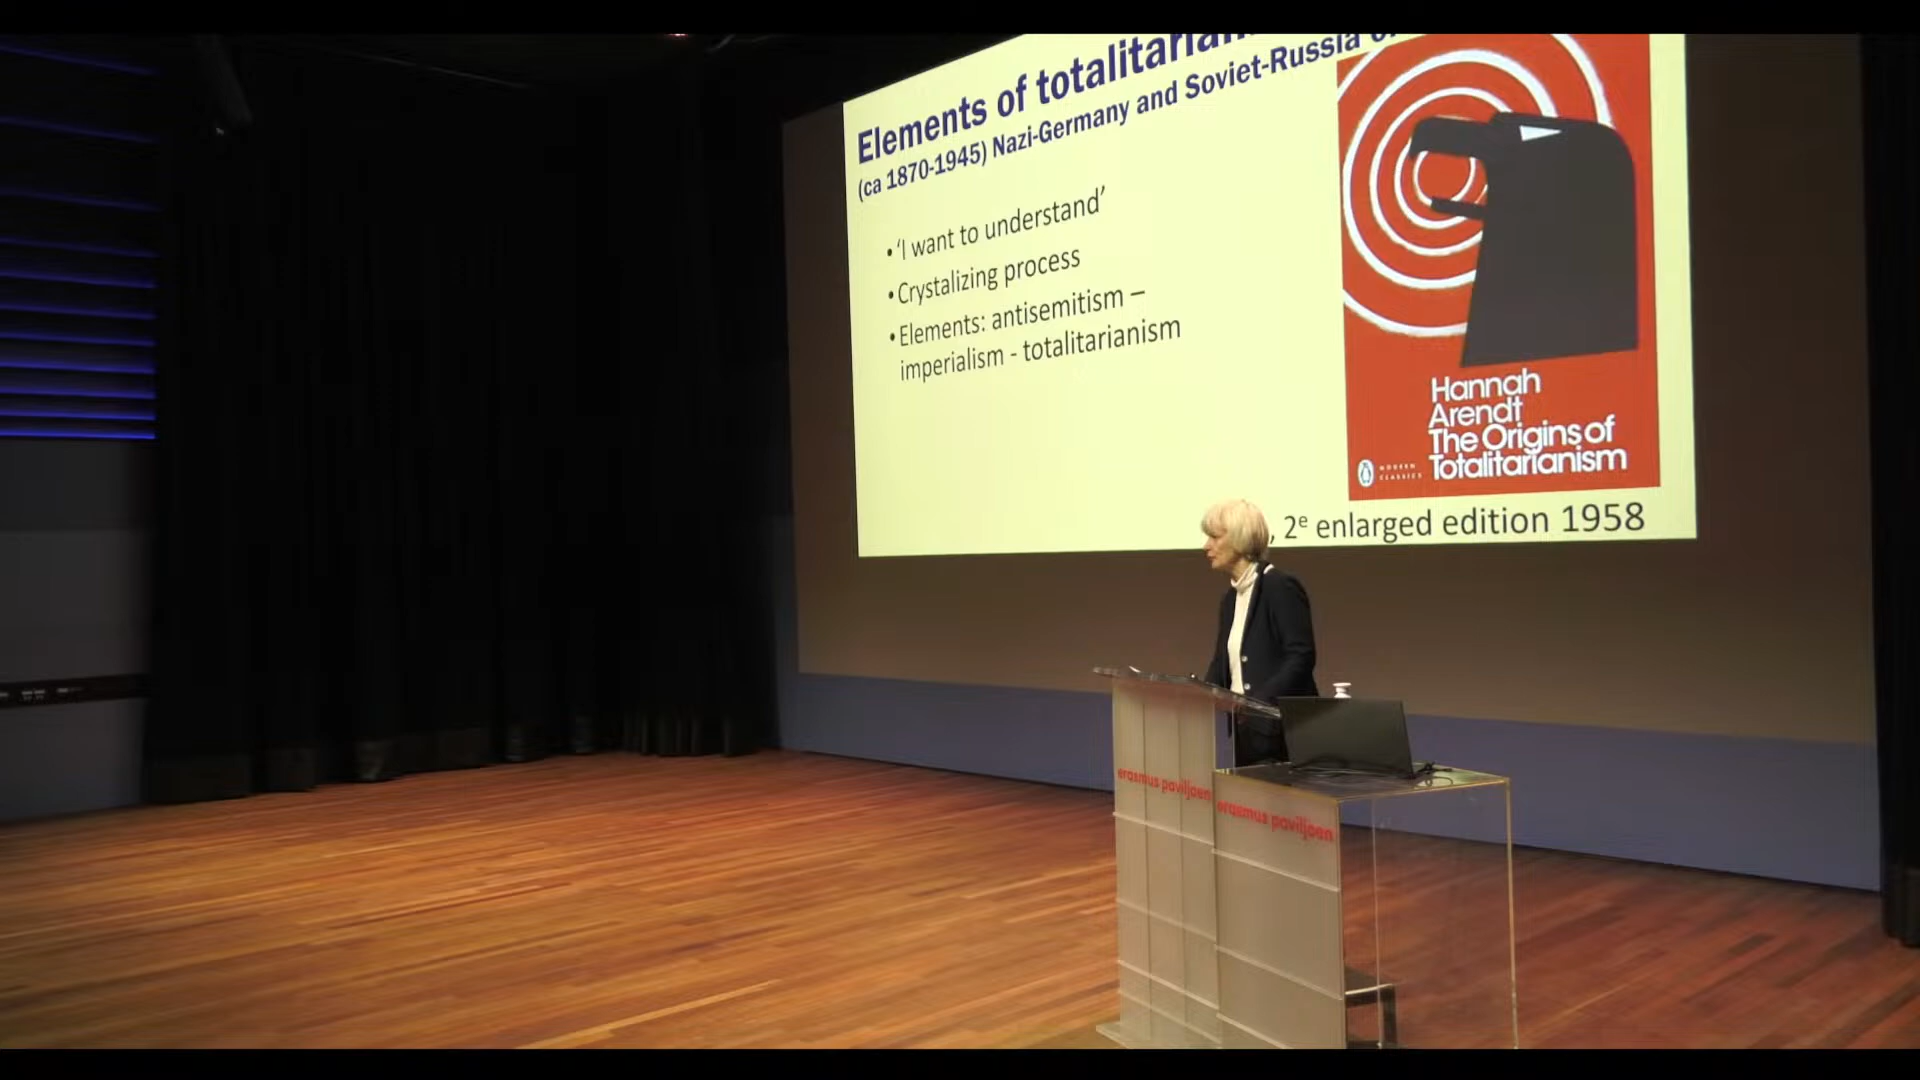 Elements of
(ca 1870-1945) Nazi-Germany and Soviet-Russia
• ‘I want to understand’
• Crystalizing process
• Elements: antisemitism –
imperialism - totalitarianism
Hannah
Arendt
The Origins of
Totalitarianism
MODERN
CLASSICS
, 2e enlarged edition 1958
erasmus paviljoen
erasmus paviljoen